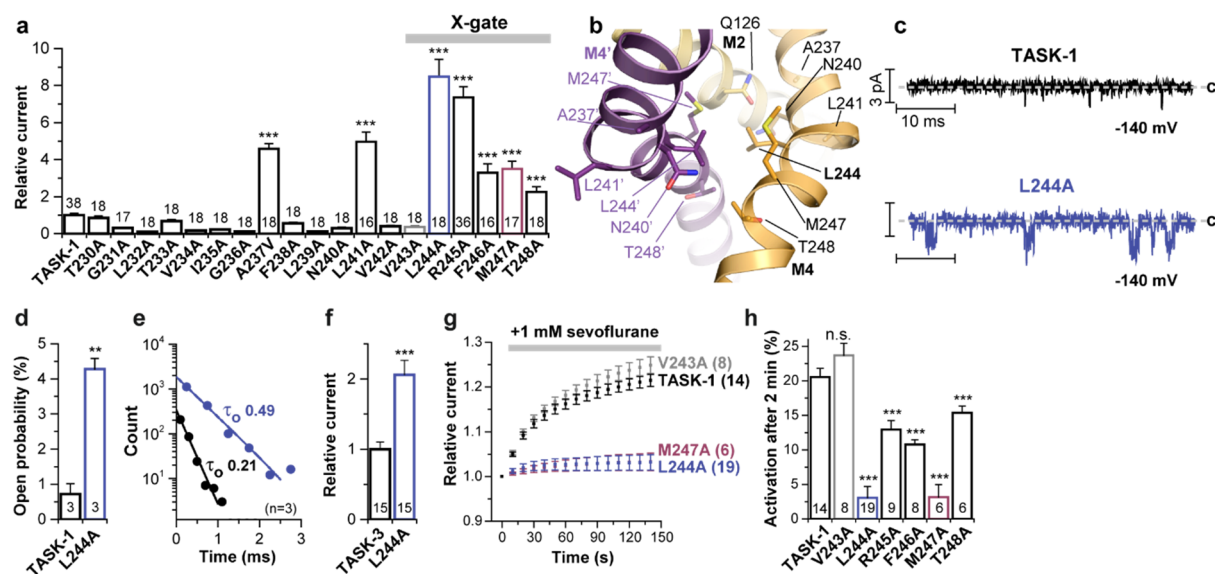 a
X-gate
Relative current
10
8
6
4
2
0
38
18
17
18
18
18
18
18
***
18
18
18
18
***
16
18
18
***
18
***
36
***
16
***
17
***
18
TASK-1
T230A
G231A
L232A
T233A
V234A
I235A
G236A
A237V
F238A
L239A
N240A
L241A
V242A
V243A
L244A
R245A
F246A
M247A
T248A
b
Q126
M4'
M2
A237
N240
M247'
A237'
L241
L241'
L244
L244'
N240'
M247
T248'
T248
M4
c
TASK-1
3 pA
C
10 ms
-140 mV
L244A
C
-140 mV
d
Open probability (%)
5
4
3
2
1
0
**
3
3
TASK-1
L244A
e
Count
10⁴
10³
10²
10¹
τO 0.49
τO 0.21
(n=3)
0
1
2
3
Time (ms)
f
Relative current
2
1
0
***
15
15
TASK-3
L244A
g
+1 mM sevoflurane
Relative current
1.3
1.2
1.1
1.0
0.9
V243A (8)
TASK-1 (14)
M247A (6)
L244A (19)
0
30
60
90
120
150
Time (s)
h
Activation after 2 min (%)
25
20
15
10
5
0
n.s.
***
***
***
***
***
14
8
19
9
8
6
6
TASK-1
V243A
L244A
R245A
F246A
M247A
T248A